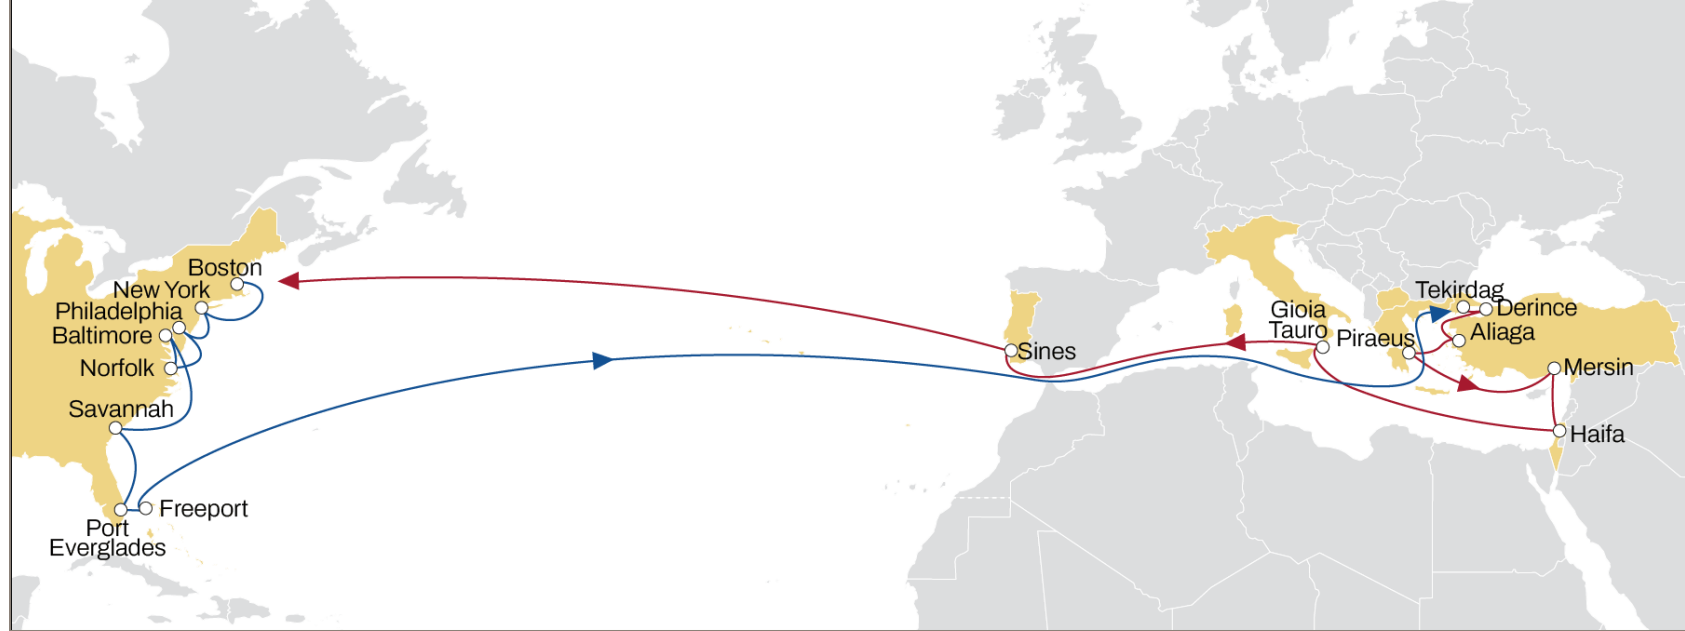 Boston
New York
Philadelphia
Baltimore
Norfolk
Savannah
Freeport
Port
Everglades
Sines
Gioia
Tauro
Piraeus
Tekirdag
Derince
Aliaga
Mersin
Haifa